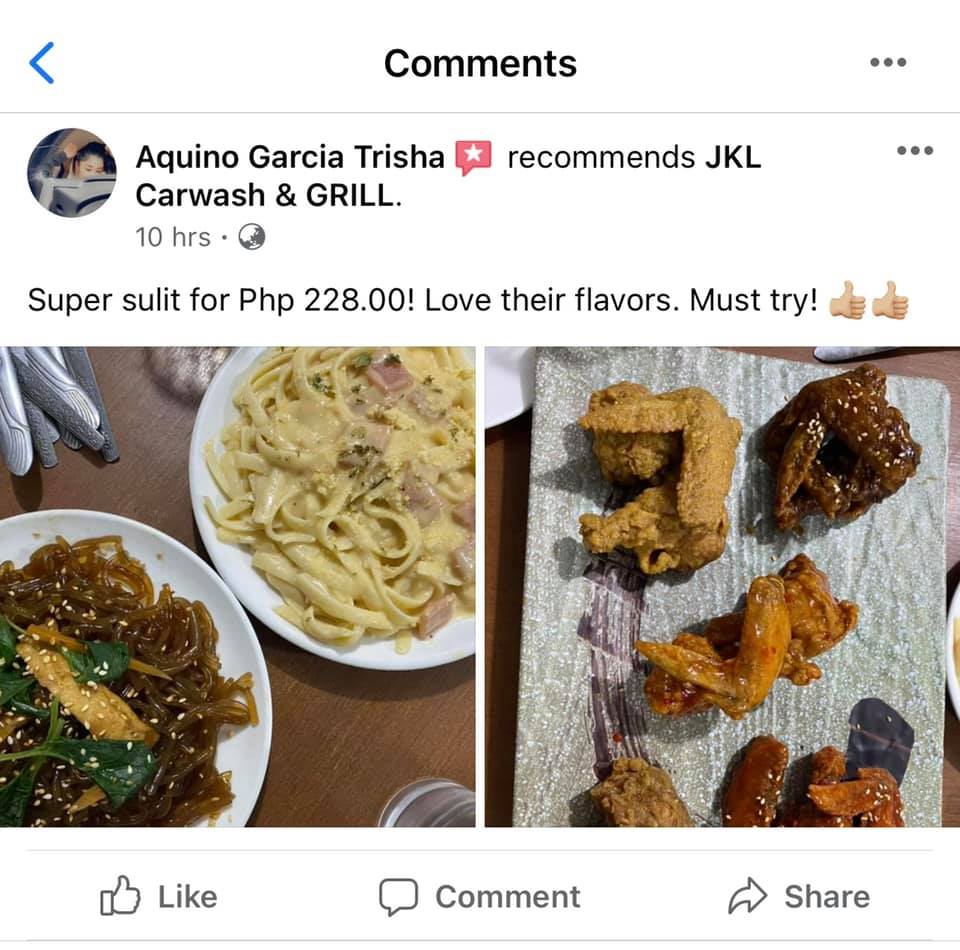 Comments
Aquino Garcia Trisha recommends JKL
Carwash & GRILL.
10 hrs ·
Super sulit for Php 228.00! Love their flavors. Must try! 👍🏼👍🏼
Like
Comment
Share